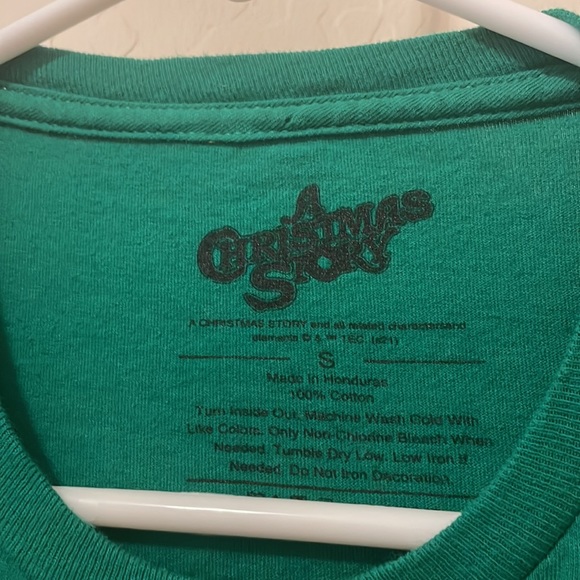 A
CHRISTMAS
STORY
A CHRISTMAS STORY and all related characters and
elements © & ™ TEC. (s21)
S
Made in Honduras
100% Cotton
Turn Inside Out. Machine Wash Cold With
Like Colors. Only Non-Chlorine Bleach When
Needed. Tumble Dry Low. Low Iron If
Needed. Do Not Iron Decoration.